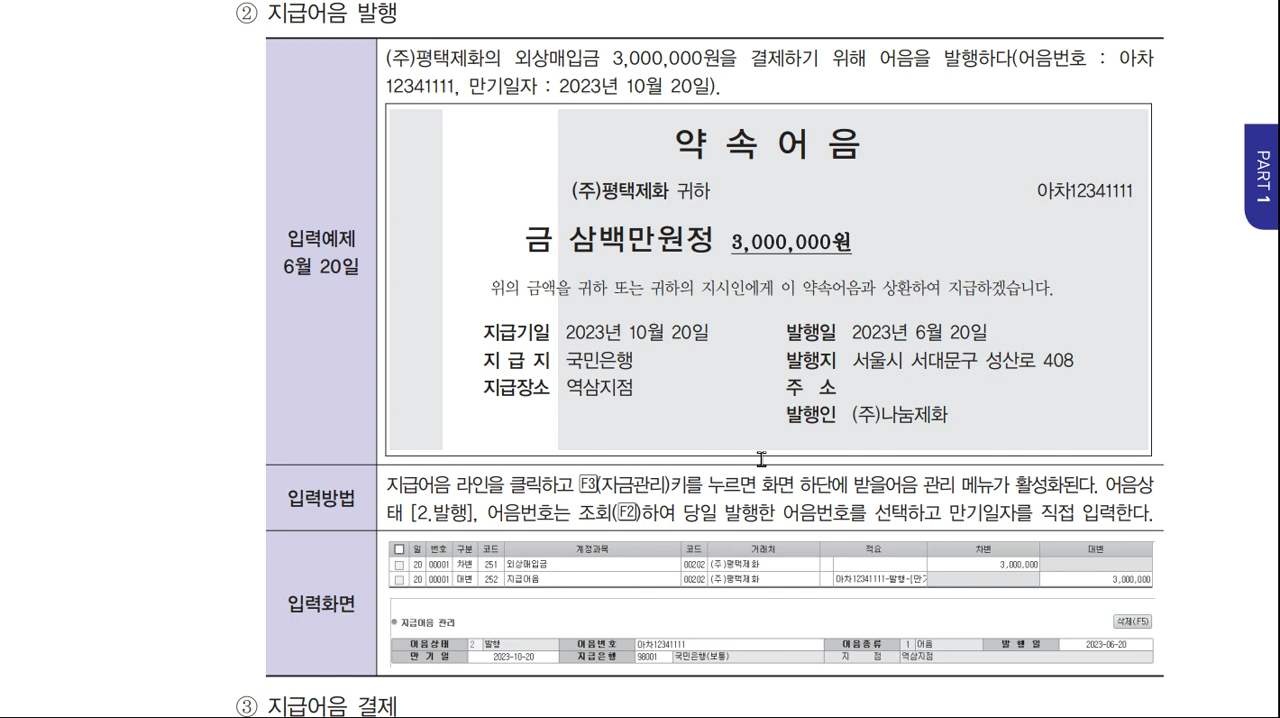 ② 지급어음 발행
(주)평택제화의 외상매입금 3,000,000원을 결제하기 위해 어음을 발행하다(어음번호 : 아차
12341111, 만기일자 : 2023년 10월 20일).
약 속 어 음
(주)평택제화 귀하 아차12341111
금 삼백만원정 3,000,000원
위의 금액을 귀하 또는 귀하의 지시인에게 이 약속어음과 상환하여 지급하겠습니다.
지급기일 2023년 10월 20일 발행일 2023년 6월 20일
지 급 지 국민은행 발행지 서울시 서대문구 성산로 408
지급장소 역삼지점 주 소
발행인 (주)나눔제화
입력예제
6월 20일
PART 1
입력방법
지급어음 라인을 클릭하고 F3(자금관리)키를 누르면 화면 하단에 받을어음 관리 메뉴가 활성화된다. 어음상
태 [2.발행], 어음번호는 조회(F2)하여 당일 발행한 어음번호를 선택하고 만기일자를 직접 입력한다.
입력화면
일 번호 구분 코드 계정과목 코드 거래처 적요 차변 대변
20 00001 차변 251 외상매입금 00202 (주)평택제화 3,000,000
20 00001 대변 252 지급어음 00202 (주)평택제화 아차12341111-발행-[만기 3,000,000
지급어음 관리 삭제(F5)
어음상태 2 발행 어음번호 아차12341111 어음종류 1 어음 발 행 일 2023-06-20
만 기 일 2023-10-20 지급은행 98001 국민은행(보통) 지 점 역삼지점
③ 지급어음 결제